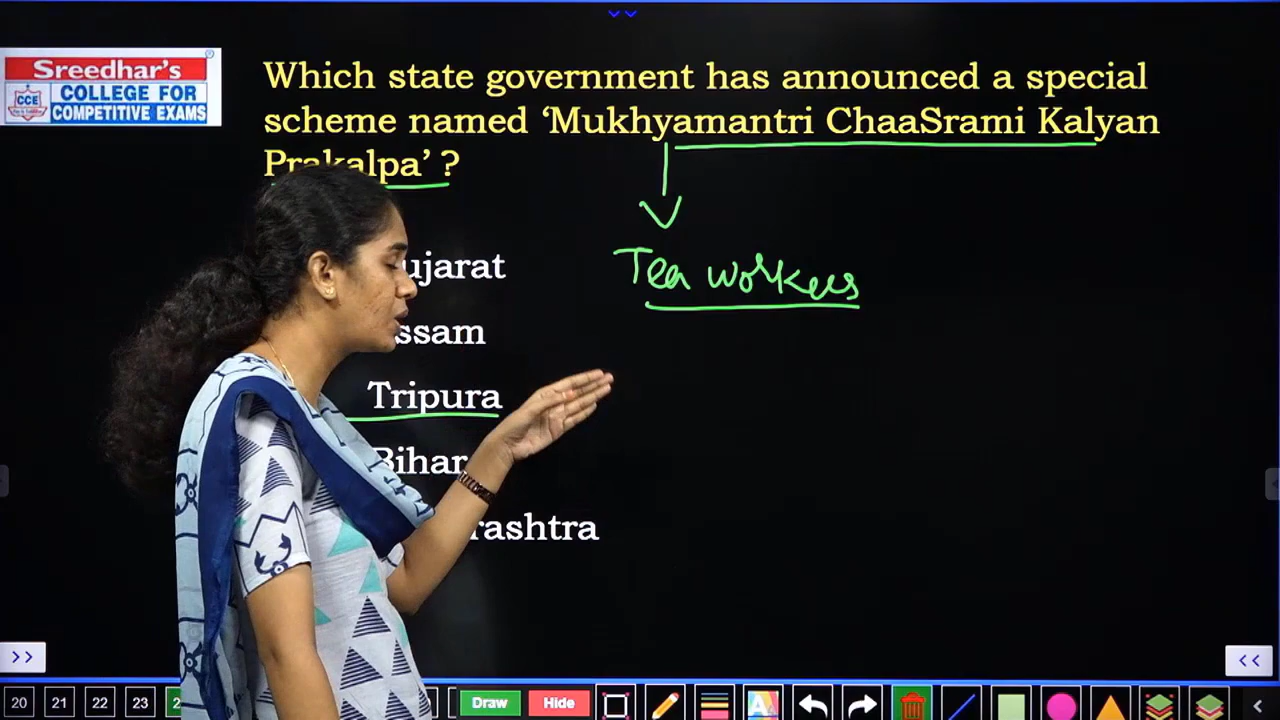 Sreedhar's
CCE
COLLEGE FOR
COMPETITIVE EXAMS
Which state government has announced a special
scheme named ‘Mukhyamantri ChaaSrami Kalyan
Prakalpa’ ?
ujarat
Tea workers
ssam
Tripura
Bihar
rashtra
>>
<<
20 21 22 23 2 Draw Hide